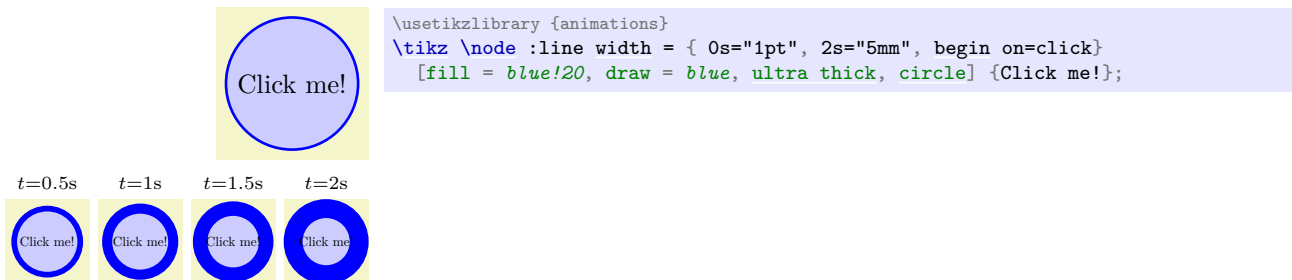 Click me!
\usetikzlibrary {animations}
\tikz \node :line width = { 0s="1pt", 2s="5mm", begin on=click}
[fill = blue!20, draw = blue, ultra thick, circle] {Click me!};
t=0.5s t=1s t=1.5s t=2s
Click me! Click me! Click me! Click me!